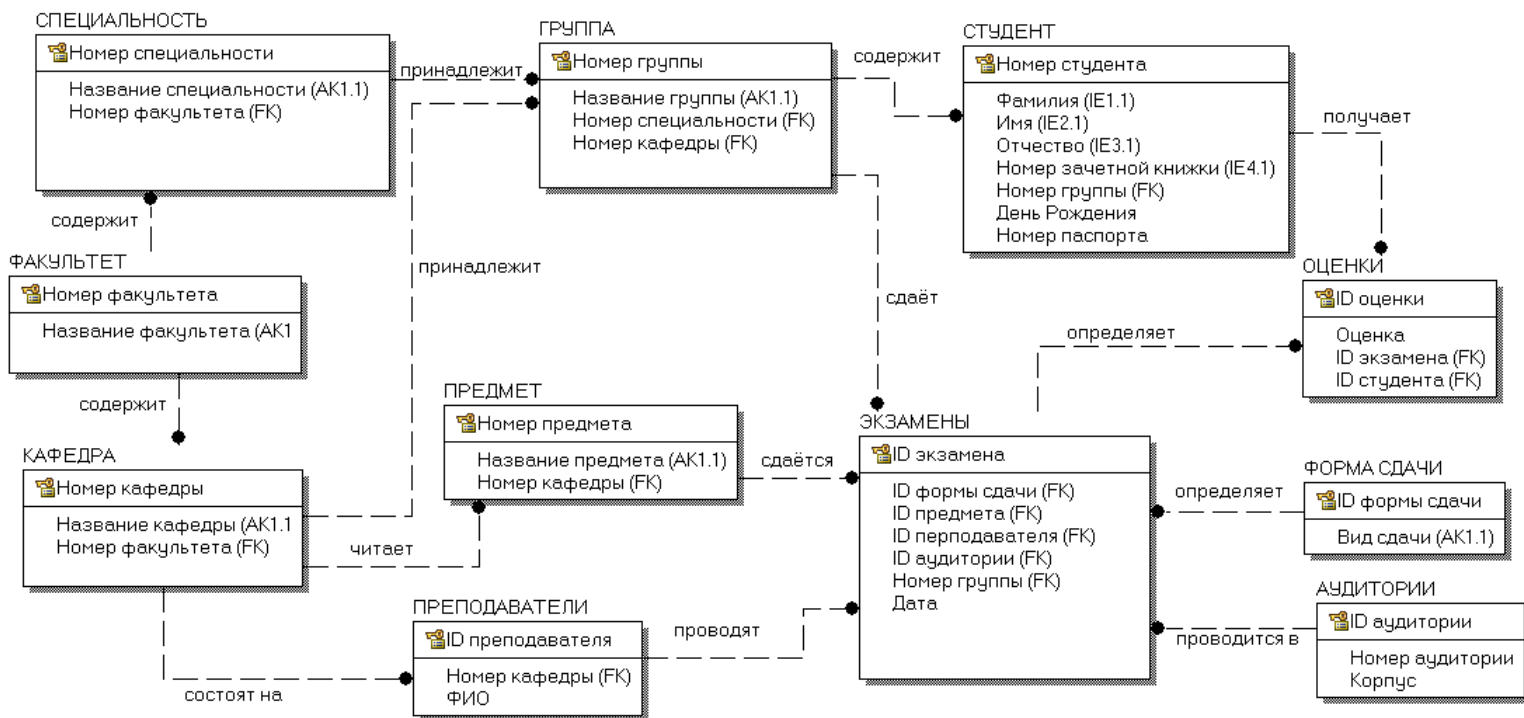 СПЕЦИАЛЬНОСТЬ
Номер специальности
Название специальности (AK1.1)
Номер факультета (FK)
принадлежит
ГРУППА
Номер группы
Название группы (AK1.1)
Номер специальности (FK)
Номер кафедры (FK)
содержит
СТУДЕНТ
Номер студента
Фамилия (IE1.1)
Имя (IE2.1)
Отчество (IE3.1)
Номер зачетной книжки (IE4.1)
Номер группы (FK)
День Рождения
Номер паспорта
получает
содержит
ФАКУЛЬТЕТ
Номер факультета
Название факультета (AK1
принадлежит
сдаёт
ОЦЕНКИ
ID оценки
Оценка
ID экзамена (FK)
ID студента (FK)
определяет
содержит
КАФЕДРА
Номер кафедры
Название кафедры (AK1.1
Номер факультета (FK)
читает
ПРЕДМЕТ
Номер предмета
Название предмета (AK1.1)
Номер кафедры (FK)
сдаётся
ЭКЗАМЕНЫ
ID экзамена
ID формы сдачи (FK)
ID предмета (FK)
ID перподавателя (FK)
ID аудитории (FK)
Номер группы (FK)
Дата
определяет
ФОРМА СДАЧИ
ID формы сдачи
Вид сдачи (AK1.1)
состоят на
ПРЕПОДАВАТЕЛИ
ID преподавателя
Номер кафедры (FK)
ФИО
проводят
проводится в
АУДИТОРИИ
ID аудитории
Номер аудитории
Корпус